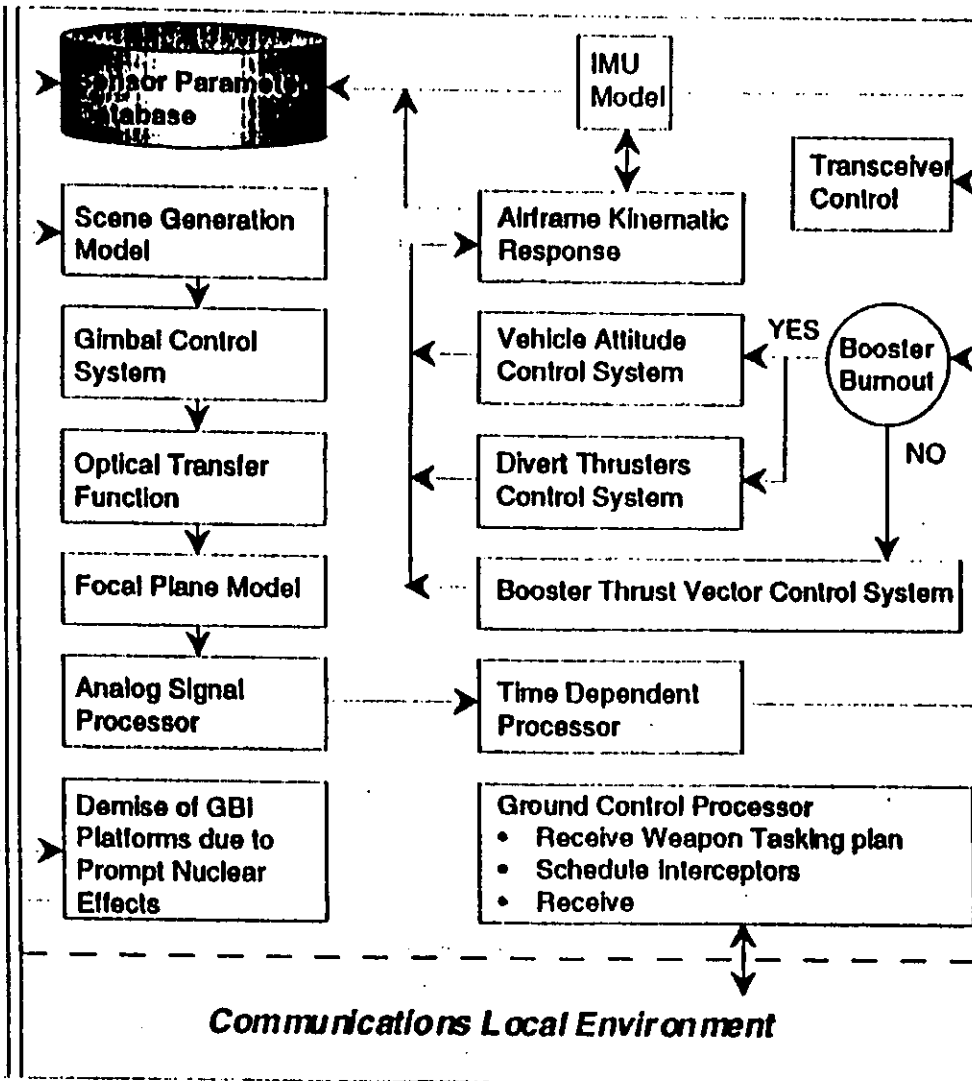 Sensor Paramete
Database
IMU
Model
Transceiver
Control
Scene Generation
Model
Airframe Kinematic
Response
Gimbal Control
System
Vehicle Attitude
Control System
YES
Booster
Burnout
NO
Optical Transfer
Function
Divert Thrusters
Control System
Focal Plane Model
Booster Thrust Vector Control System
Analog Signal
Processor
Time Dependent
Processor
Demise of GBI
Platforms due to
Prompt Nuclear
Effects
Ground Control Processor
• Receive Weapon Tasking plan
• Schedule Interceptors
• Receive
Communications Local Environment